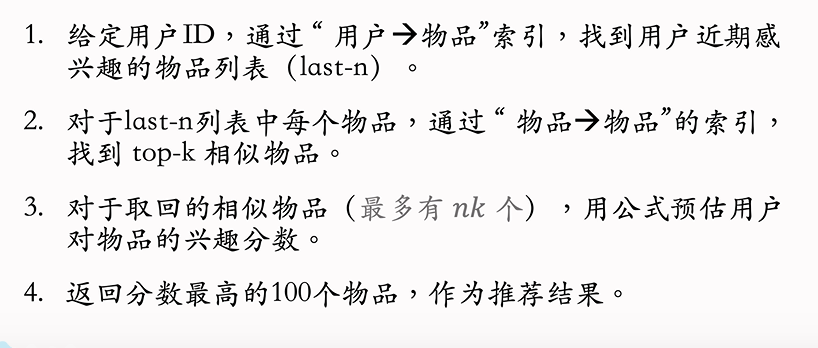 1. 给定用户ID，通过“ 用户→物品”索引，找到用户近期感
兴趣的物品列表（last-n）。
2. 对于last-n列表中每个物品，通过“ 物品→物品”的索引，
找到 top-k 相似物品。
3. 对于取回的相似物品（最多有 nk 个），用公式预估用户
对物品的兴趣分数。
4. 返回分数最高的100个物品，作为推荐结果。